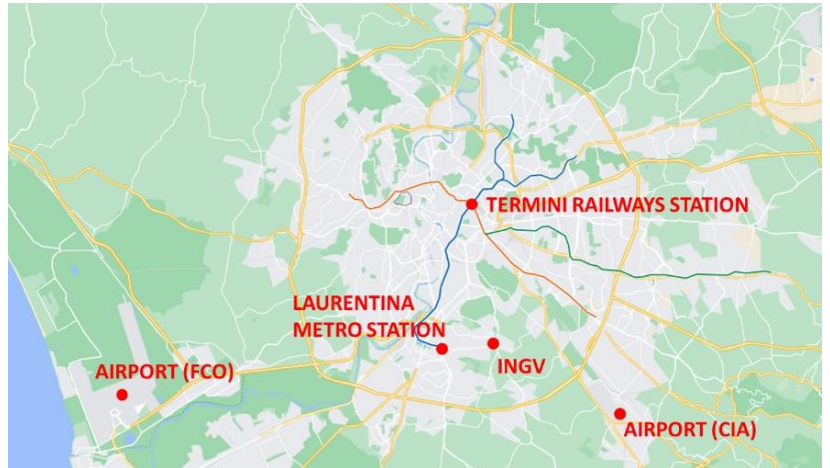 TERMINI RAILWAYS STATION
LAURENTINA
METRO STATION
INGV
AIRPORT (FCO)
AIRPORT (CIA)